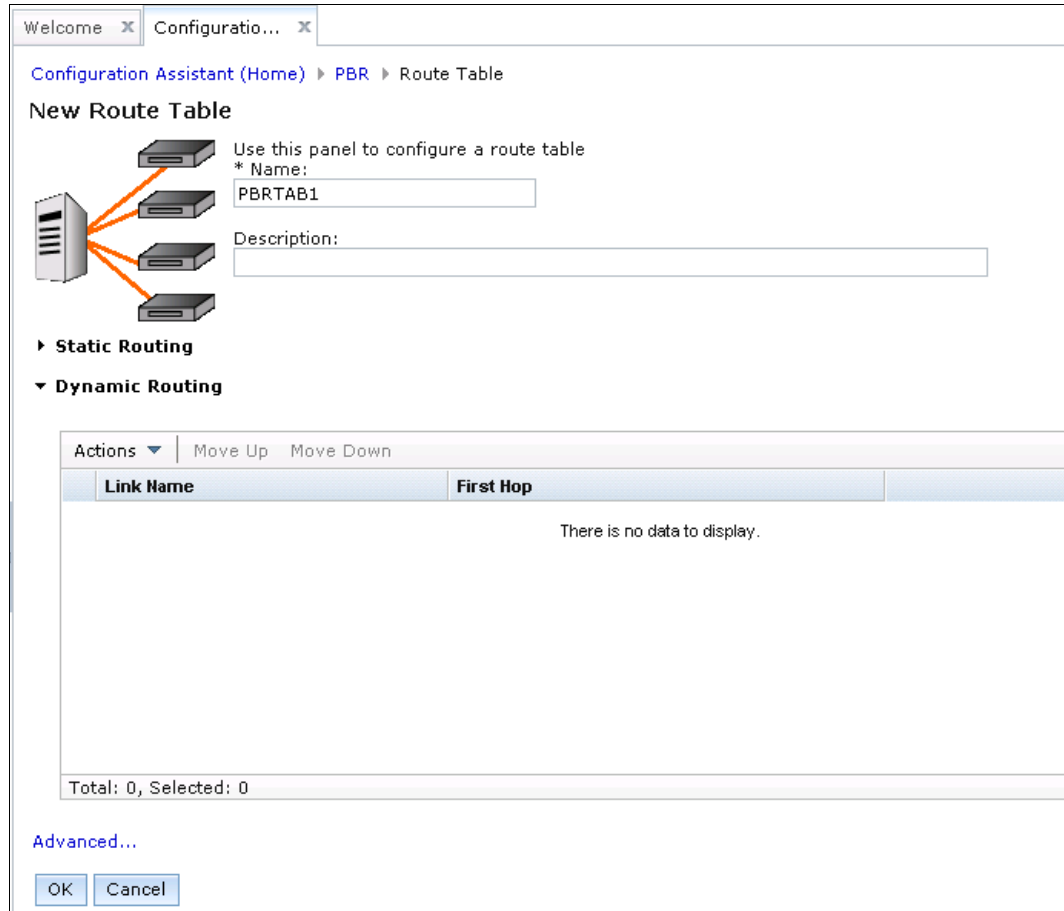 Welcome X Configuratio... X
Configuration Assistant (Home) PBR Route Table
New Route Table
Use this panel to configure a route table
* Name:
PBRTAB1
Description:
Static Routing
Dynamic Routing
Actions Move Up Move Down
Link Name First Hop
There is no data to display.
Total: 0, Selected: 0
Advanced...
OK Cancel